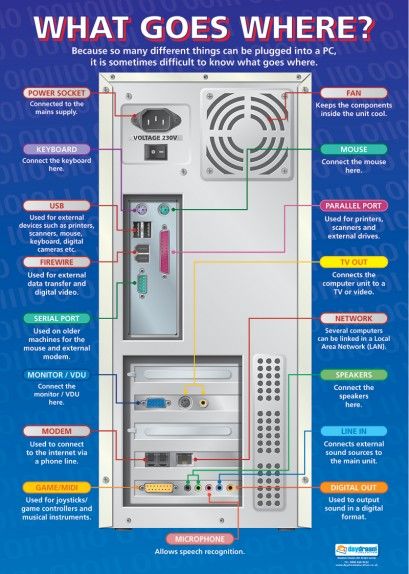 WHAT GOES WHERE?
Because so many different things can be plugged into a PC,
it is sometimes difficult to know what goes where.
POWER SOCKET
Connected to the
mains supply.
FAN
Keeps the components
inside the unit cool.
VOLTAGE 230V
KEYBOARD
Connect the keyboard
here.
MOUSE
Connect the mouse
here.
USB
Used for external
devices such as printers,
scanners, mouse,
keyboard, digital
cameras etc.
PARALLEL PORT
Used for printers,
scanners and
external drives.
FIREWIRE
Used for external
data transfer and
digital video.
TV OUT
Connects the
computer unit to a
TV or video.
SERIAL PORT
Used on older
machines for the
mouse and external
modem.
NETWORK
Several computers
can be linked in a Local
Area Network (LAN).
MONITOR / VDU
Connect the
monitor / VDU
here.
SPEAKERS
Connect the
speakers
here.
MODEM
Used to connect
to the internet via
a phone line.
LINE IN
Connects external
sound sources to
the main unit.
GAME/MIDI
Used for joysticks/
game controllers and
musical instruments.
DIGITAL OUT
Used to output
sound in a digital
format.
MICROPHONE
Allows speech recognition.
daydream